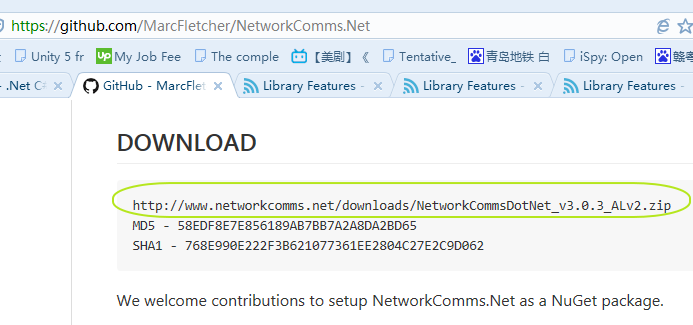 https://github.com/MarcFletcher/NetworkComms.Net
Unity 5 fr Up My Job Fee The comple 【美剧】《 Tentative_ 青岛地铁 白 iSpy: Open 赣粤
- .Net C# GitHub - MarcFlet Library Features - Library Features - Library Features -
DOWNLOAD
http://www.networkcomms.net/downloads/NetworkCommsDotNet_v3.0.3_ALv2.zip
MD5 - 58EDF8E7E856189AB7BB7A2A8DA2BD65
SHA1 - 768E990E222F3B621077361EE2804C27E2C9D062
We welcome contributions to setup NetworkComms.Net as a NuGet package.